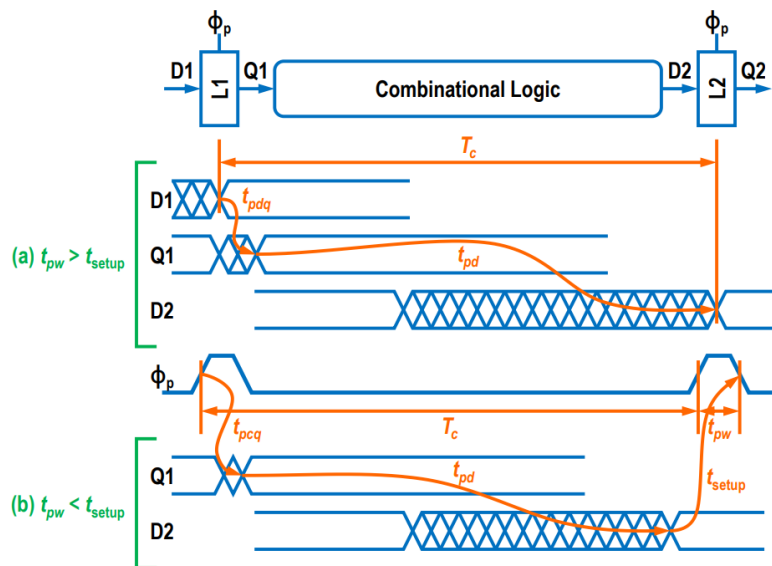 ϕp ϕp
D1 L1 Q1 Combinational Logic D2 L2 Q2
Tc
D1 tpdq
(a) tpw > tsetup Q1 tpd
D2
ϕp
tpcq Tc tpw
Q1 tpd
(b) tpw < tsetup tsetup
D2